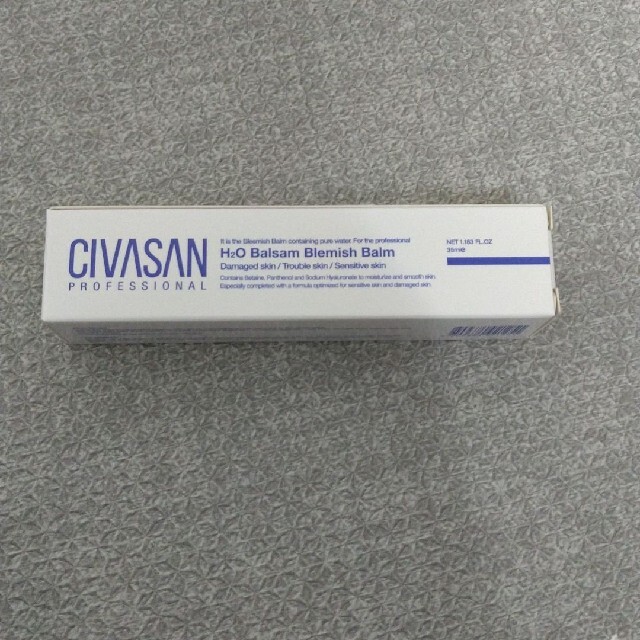 CIVASAN
PROFESSIONAL
It is the Blemish Balm containing pure water. For the professional
H₂O Balsam Blemish Balm
Damaged skin / Trouble skin / Sensitive skin
Contains Betaine, Panthenol and Sodium Hyaluronate to moisturize and smooth skin.
Especially completed with a formula optimized for sensitive skin and damaged skin.
NET 1.183 FL.OZ
35ml℮